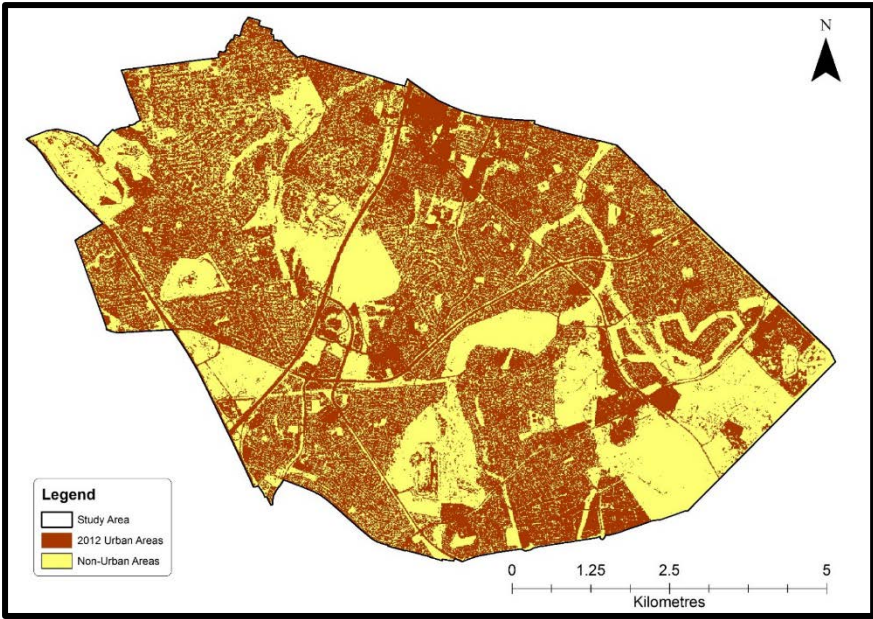 N
Legend
Study Area
2012 Urban Areas
Non-Urban Areas
0 1.25 2.5 5
Kilometres